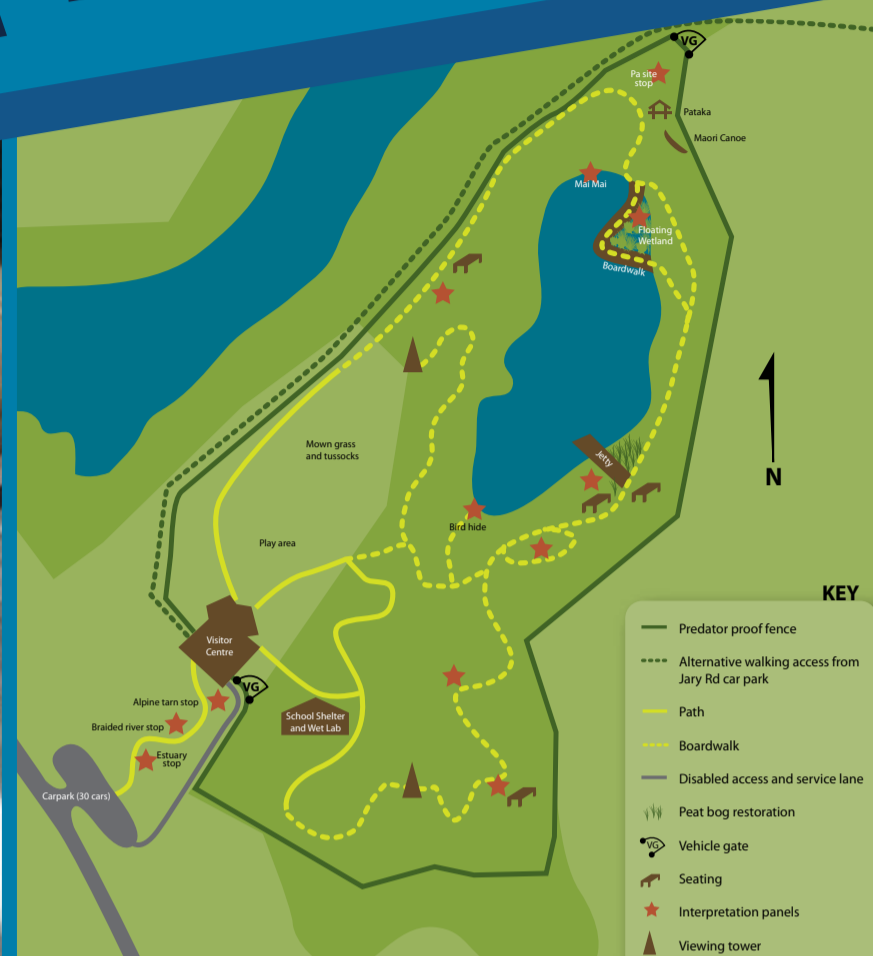 VG
Pa site
stop
Pataka
Maori Canoe
Mai Mai
Floating
Wetland
Boardwalk
Mown grass
and tussocks
Jetty
N
Bird hide
Play area
Visitor
Centre
VG
Alpine tarn stop
Braided river stop
Estuary
stop
School Shelter
and Wet Lab
Carpark (30 cars)
KEY
Predator proof fence
Alternative walking access from
Jary Rd car park
Path
Boardwalk
Disabled access and service lane
Peat bog restoration
VG
Vehicle gate
Seating
Interpretation panels
Viewing tower